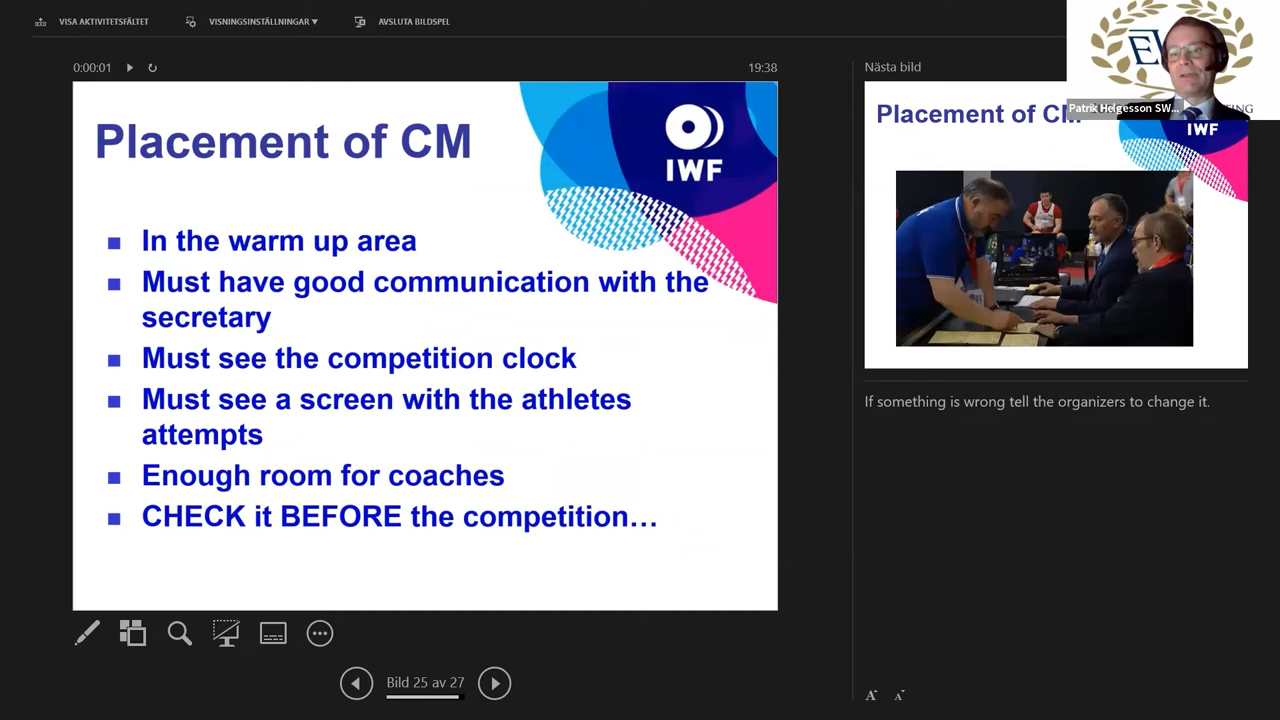 VISA AKTIVITETSFÄLTET
VISNINGSINSTÄLLNINGAR ▼
AVSLUTA BILDSPEL
0:00:01
19:38
Placement of CM
IWF
■ In the warm up area
■ Must have good communication with the
secretary
■ Must see the competition clock
■ Must see a screen with the athletes
attempts
■ Enough room for coaches
■ CHECK it BEFORE the competition…
Bild 25 av 27
Nästa bild
Patrik Helgesson SW...
Placement of CM
IWF
If something is wrong tell the organizers to change it.
A A